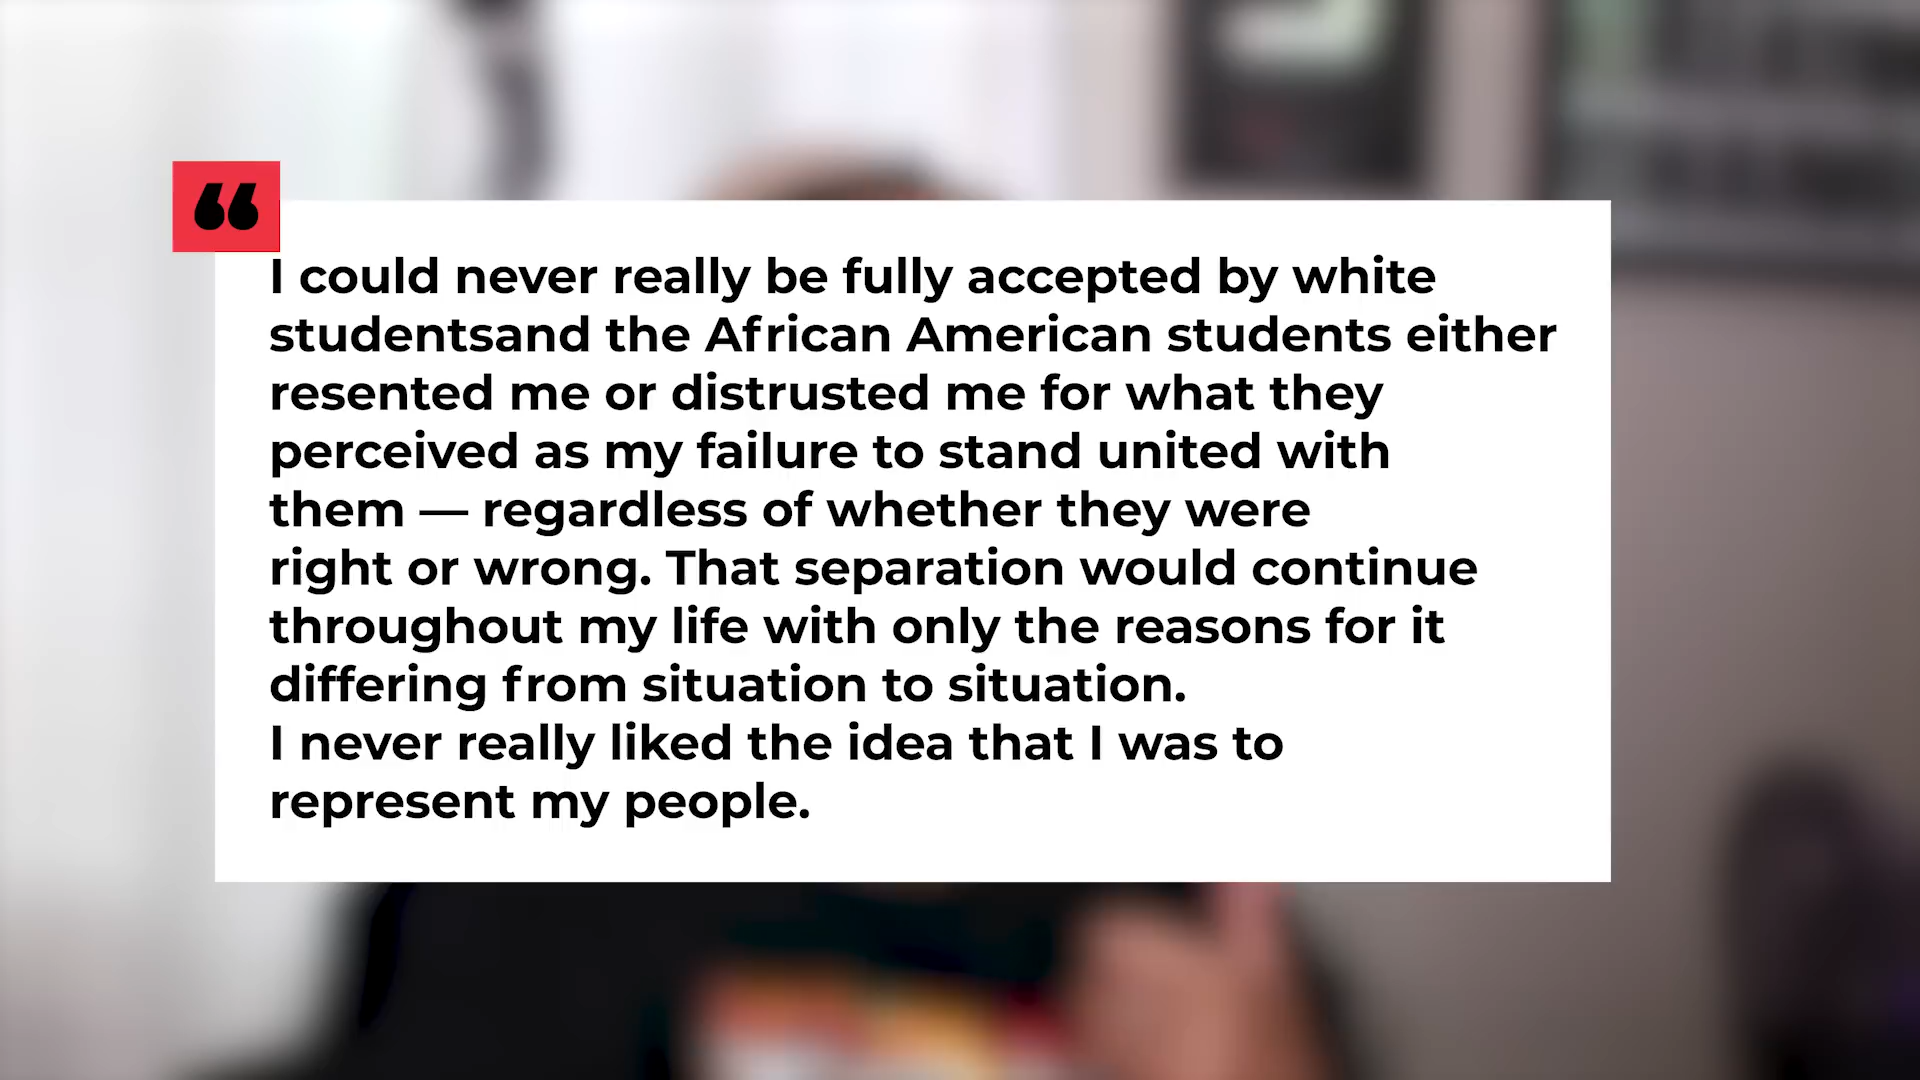 “
I could never really be fully accepted by white
studentsand the African American students either
resented me or distrusted me for what they
perceived as my failure to stand united with
them — regardless of whether they were
right or wrong. That separation would continue
throughout my life with only the reasons for it
differing from situation to situation.
I never really liked the idea that I was to
represent my people.